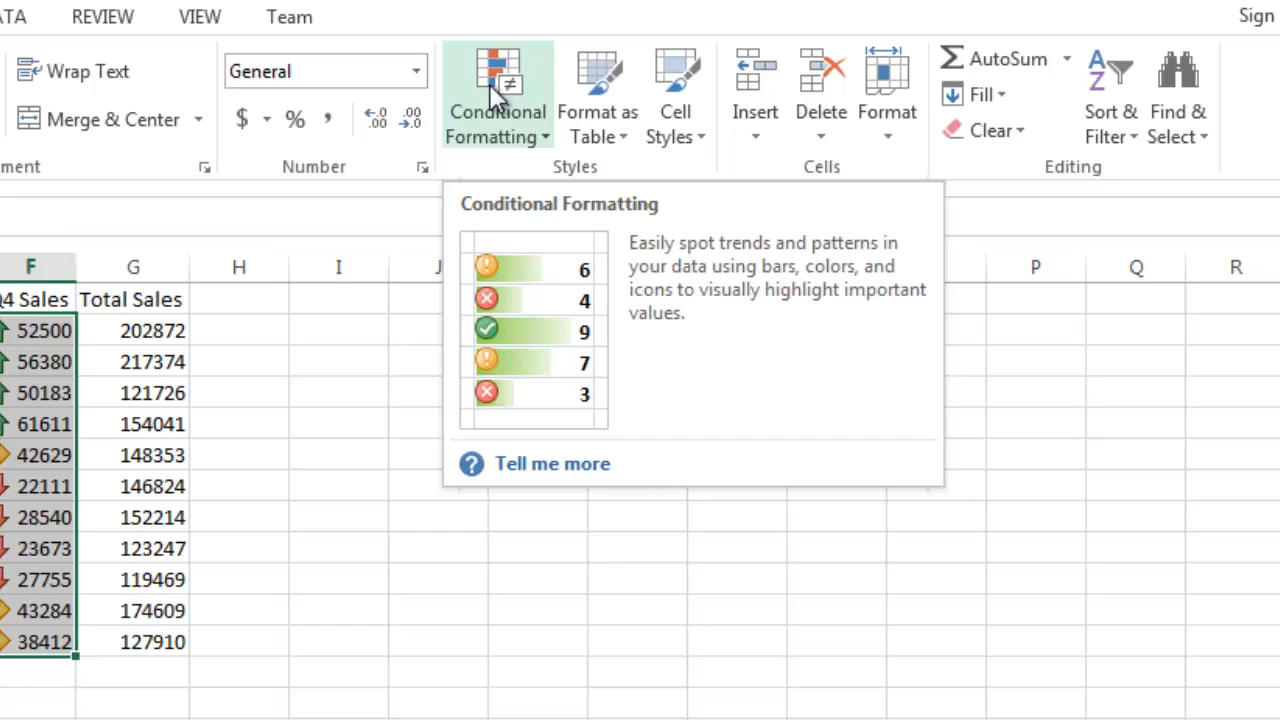 ATA REVIEW VIEW Team Sign
Wrap Text
General
Conditional Formatting
Format as Table
Cell Styles
Insert
Delete
Format
AutoSum
Fill
Clear
Sort & Filter
Find & Select
Merge & Center
$ % , .00 .00
ment Number Styles Cells Editing
Conditional Formatting
Easily spot trends and patterns in
your data using bars, colors, and
icons to visually highlight important
values.
6
4
9
7
3
Tell me more
F G H I J P Q R
Q4 Sales Total Sales
52500 202872
56380 217374
50183 121726
61611 154041
42629 148353
22111 146824
28540 152214
23673 123247
27755 119469
43284 174609
38412 127910